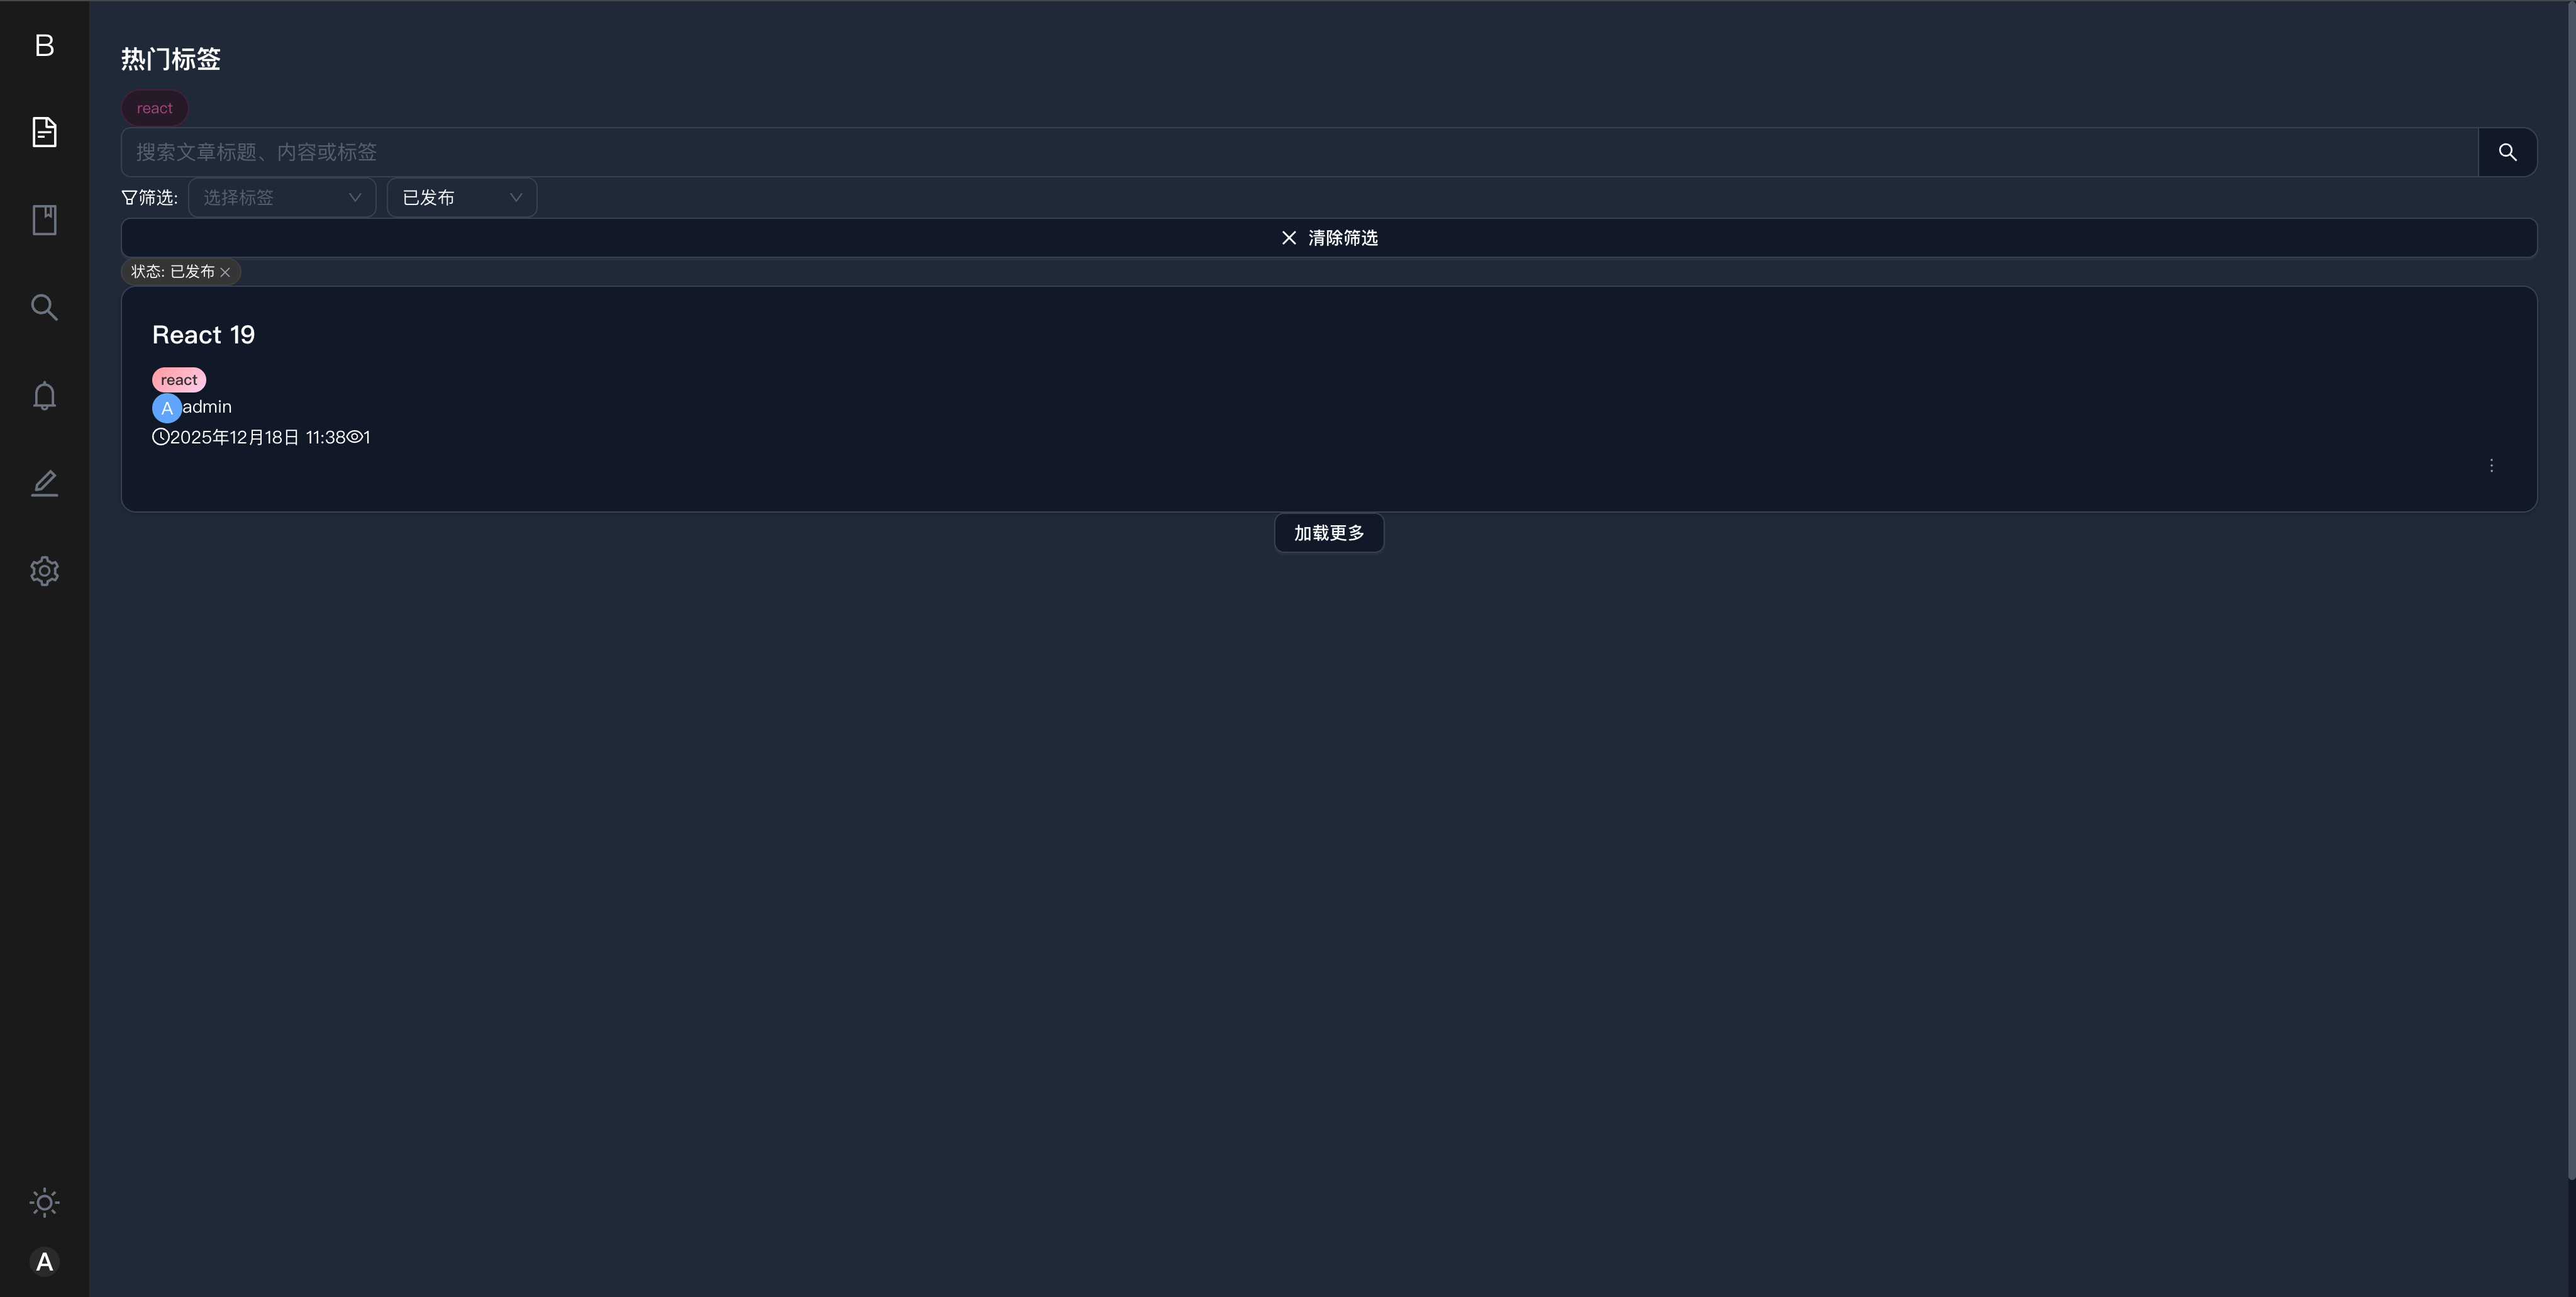 B
热门标签
react
搜索文章标题、内容或标签
筛选: 选择标签 已发布
清除筛选
状态: 已发布
React 19
react
A admin
2025年12月18日 11:38 1
加载更多
A